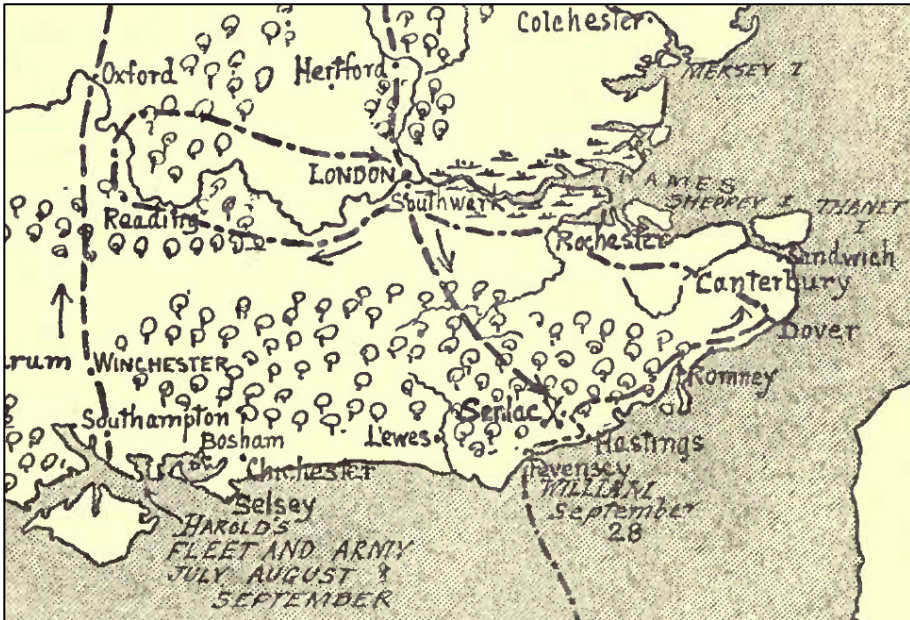 Colchester
Oxford
Hertford
MERSEY I
LONDON
THAMES
Southwark
SHEPPEY I
THANET
I
Reading
Rochester
Sandwich
Canterbury
Dover
rum
WINCHESTER
Romney
Southampton
Senlac
Bosham
Lewes
Hastings
Chichester
Pevensey
Selsey
WILLIAM
September
28
HAROLD'S
FLEET AND ARMY
JULY AUGUST &
SEPTEMBER